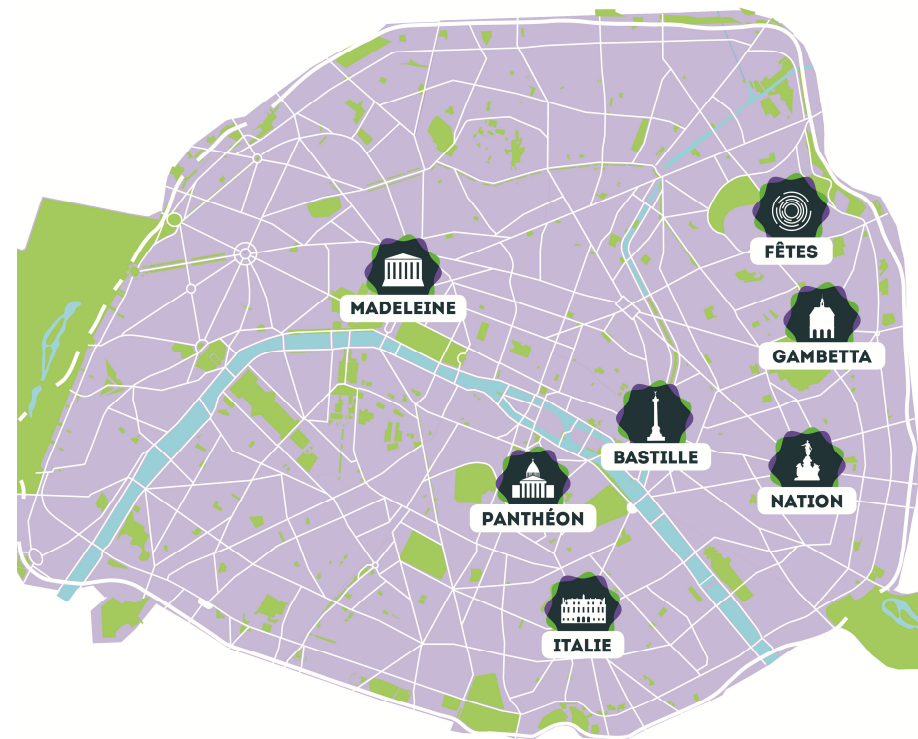 FÊTES
MADELEINE
GAMBETTA
BASTILLE
NATION
PANTHÉON
ITALIE